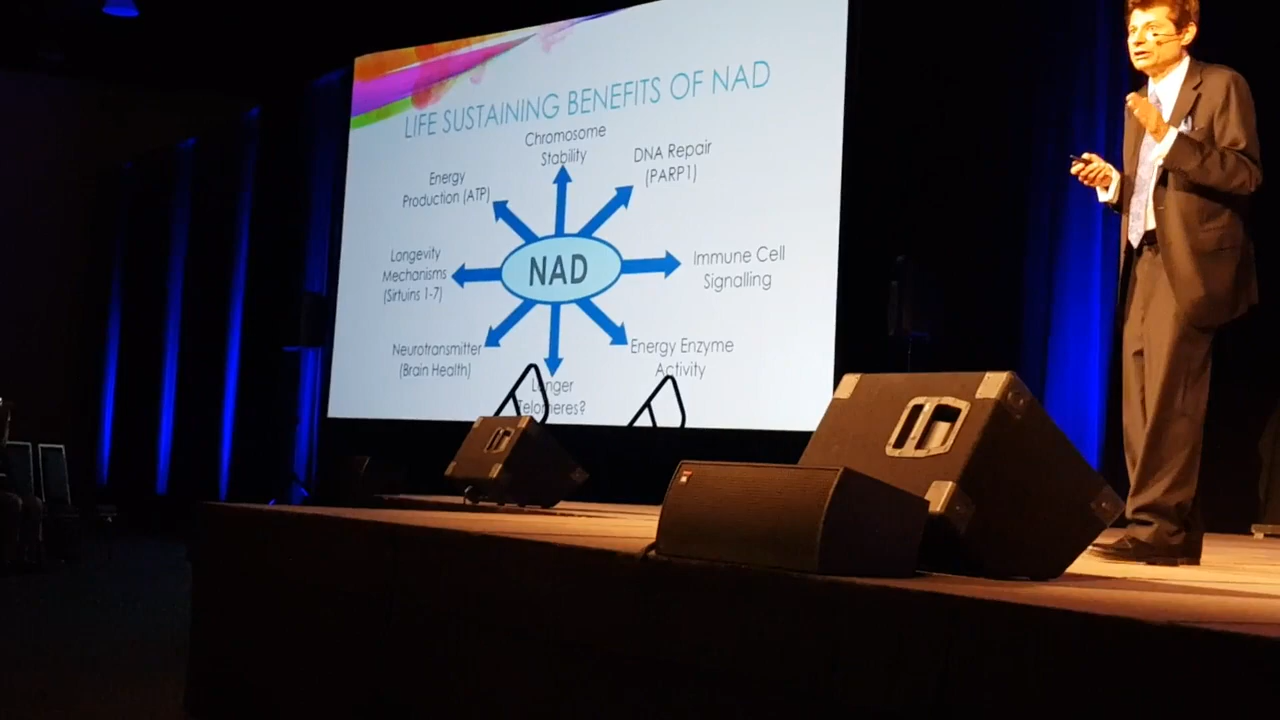 LIFE SUSTAINING BENEFITS OF NAD
Chromosome
Stability
DNA Repair
(PARP1)
Energy
Production (ATP)
Longevity
Mechanisms
(Sirtuins 1-7)
NAD
Immune Cell
Signalling
Neurotransmitter
(Brain Health)
Energy Enzyme
Activity
Longer
Telomeres?